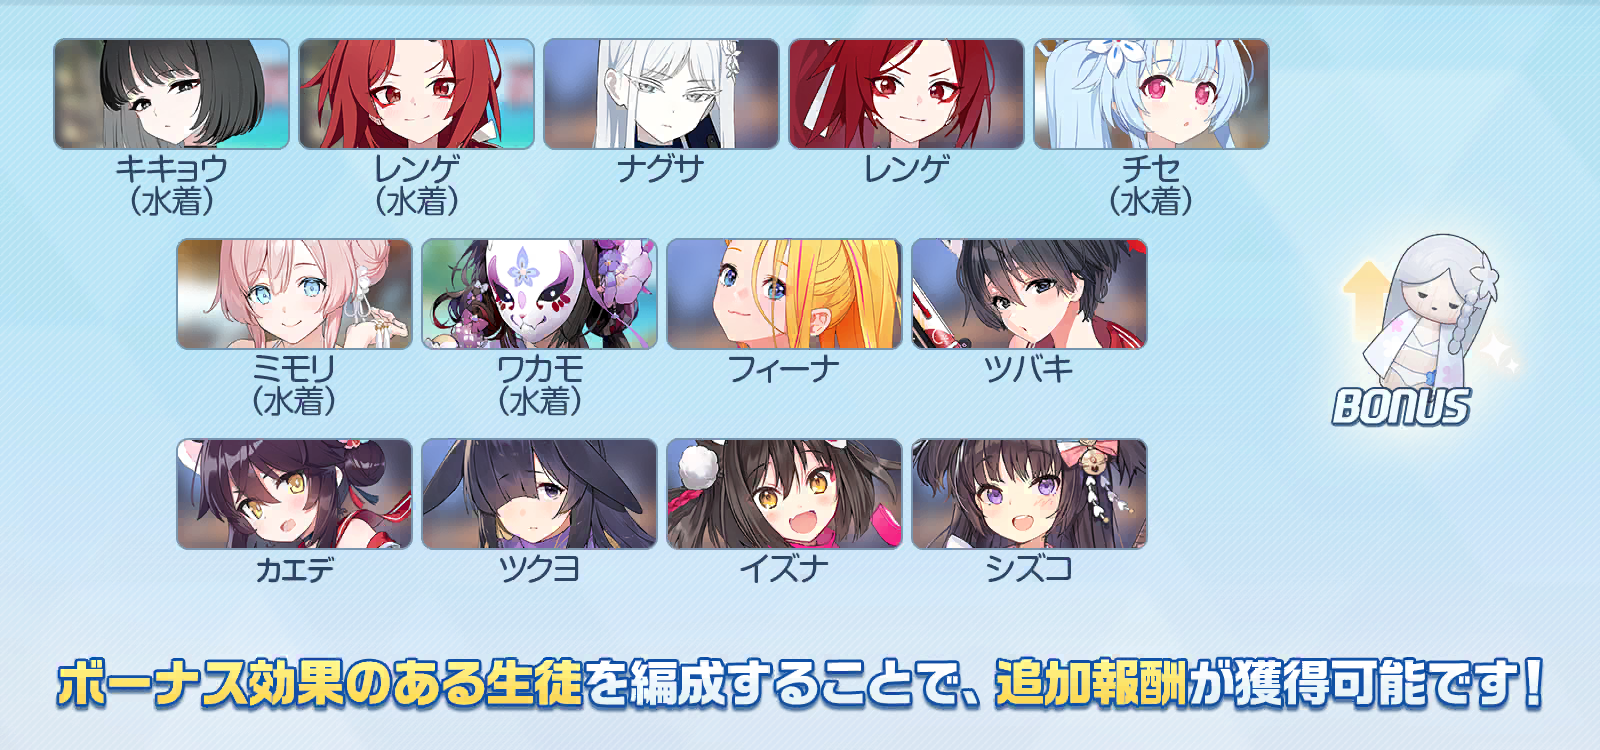 キキョウ
(水着)
レンゲ
(水着)
ナグサ
レンゲ
チセ
(水着)
ミモリ
(水着)
ワカモ
(水着)
フィーナ
ツバキ
BONUS
カエデ
ツクヨ
イズナ
シズコ
ボーナス効果のある生徒を編成することで、追加報酬が獲得可能です!